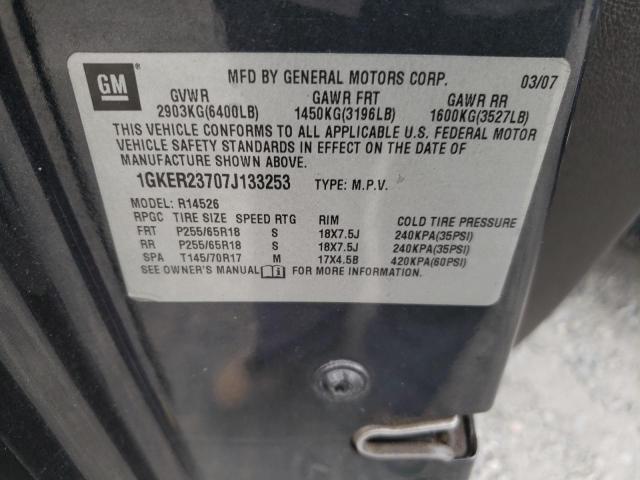 GM
MFD BY GENERAL MOTORS CORP. 03/07
GVWR GAWR FRT GAWR RR
2903KG(6400LB) 1450KG(3196LB) 1600KG(3527LB)
THIS VEHICLE CONFORMS TO ALL APPLICABLE U.S. FEDERAL MOTOR
VEHICLE SAFETY STANDARDS IN EFFECT ON THE DATE OF
MANUFACTURE SHOWN ABOVE.
1GKER23707J133253 TYPE: M.P.V.
MODEL: R14526
RPGC TIRE SIZE SPEED RTG RIM COLD TIRE PRESSURE
FRT P255/65R18 S 18X7.5J 240KPA(35PSI)
RR P255/65R18 S 18X7.5J 240KPA(35PSI)
SPA T145/70R17 M 17X4.5B 420KPA(60PSI)
SEE OWNER'S MANUAL FOR MORE INFORMATION.